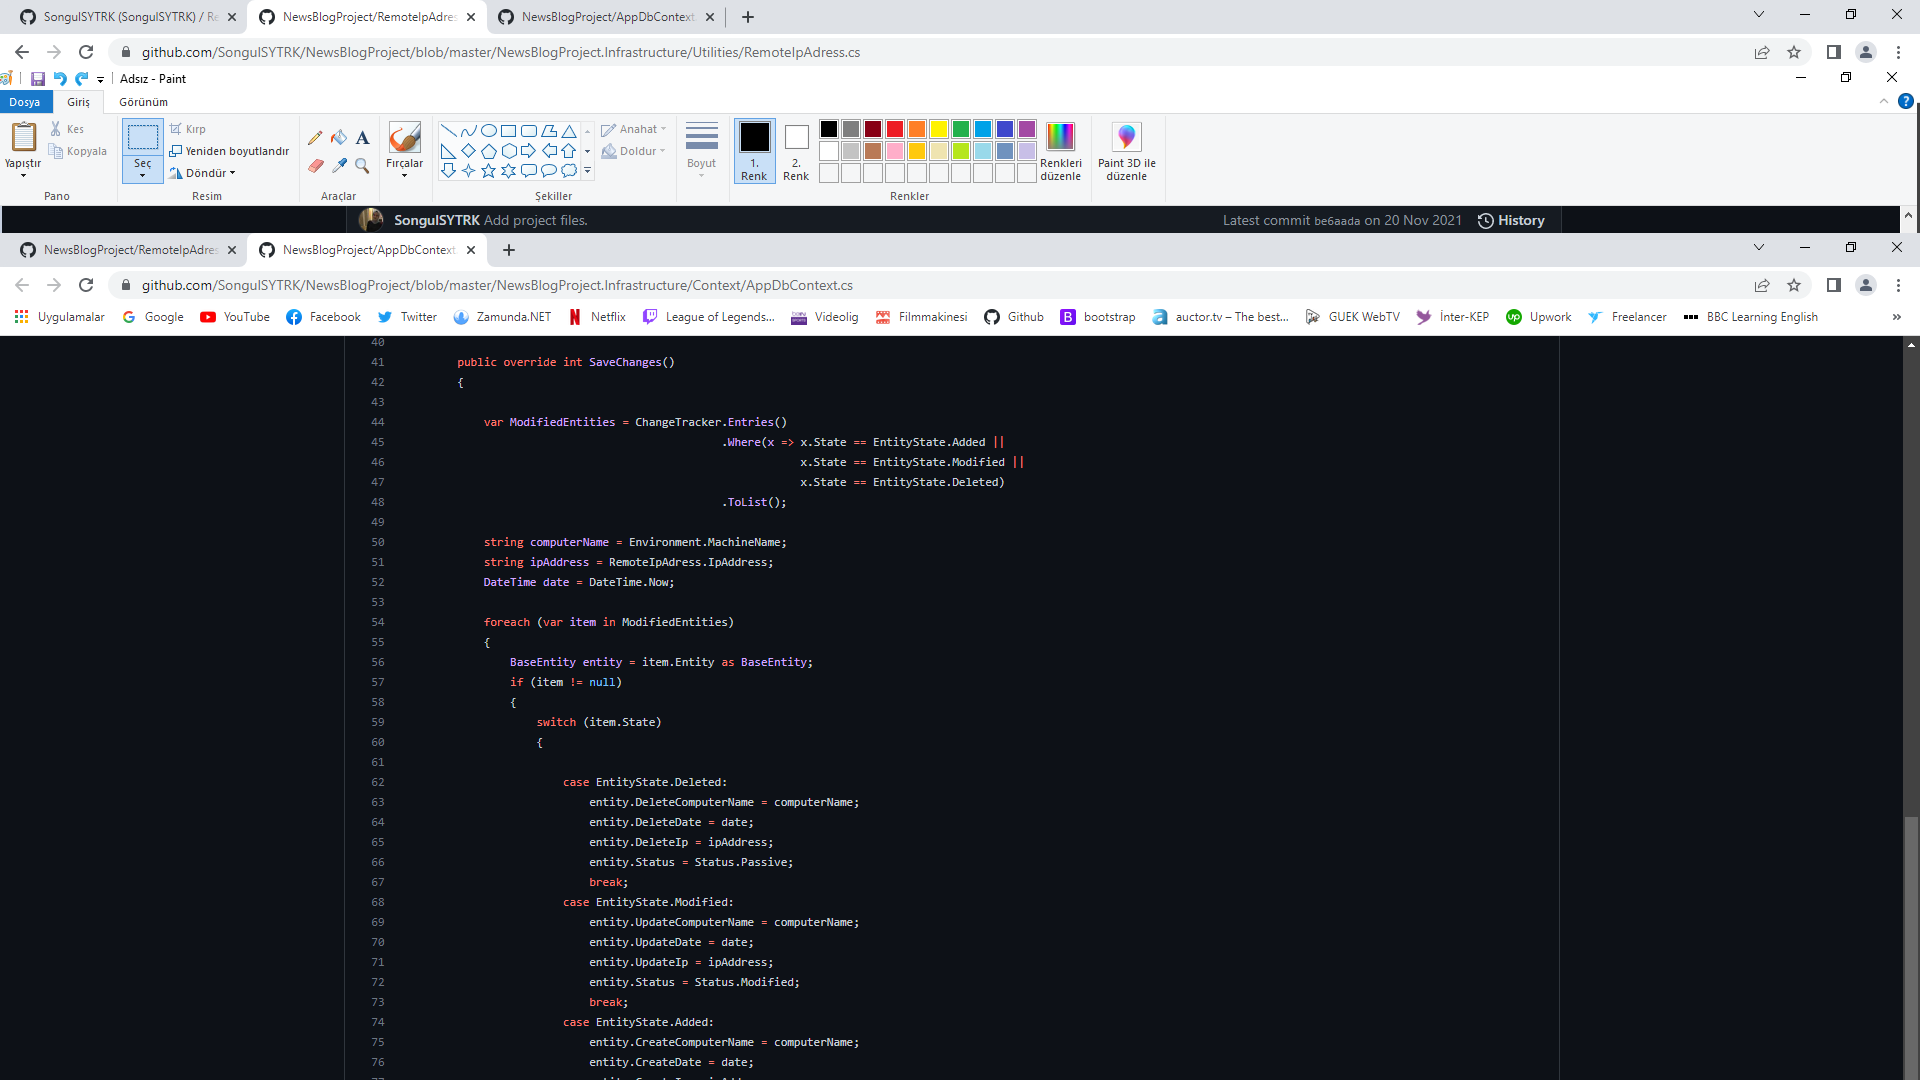 SongulSYTRK (SongulSYTRK) / Re
NewsBlogProject/RemoteIpAdres
NewsBlogProject/AppDbContext.
github.com/SongulSYTRK/NewsBlogProject/blob/master/NewsBlogProject.Infrastructure/Utilities/RemoteIpAdress.cs
Adsız - Paint
Dosya Giriş Görünüm
Yapıştır
Kes
Kopyala
Pano
Seç
Kırp
Yeniden boyutlandır
Döndür
Resim
A
Araçlar
Fırçalar
Anahat
Doldur
Şekiller
Boyut
1. Renk
2. Renk
Renkleri düzenle
Renkler
Paint 3D ile düzenle
SongulSYTRK Add project files.
Latest commit be6aada on 20 Nov 2021 History
NewsBlogProject/RemoteIpAdres
NewsBlogProject/AppDbContext.
github.com/SongulSYTRK/NewsBlogProject/blob/master/NewsBlogProject.Infrastructure/Context/AppDbContext.cs
Uygulamalar Google YouTube Facebook Twitter Zamunda.NET Netflix League of Legends... Videolig Filmmakinesi Github bootstrap auctor.tv – The best... GUEK WebTV İnter-KEP Upwork Freelancer BBC Learning English »
40
41 public override int SaveChanges()
42 {
43
44 var ModifiedEntities = ChangeTracker.Entries()
45 .Where(x => x.State == EntityState.Added ||
46 x.State == EntityState.Modified ||
47 x.State == EntityState.Deleted)
48 .ToList();
49
50 string computerName = Environment.MachineName;
51 string ipAddress = RemoteIpAdress.IpAddress;
52 DateTime date = DateTime.Now;
53
54 foreach (var item in ModifiedEntities)
55 {
56 BaseEntity entity = item.Entity as BaseEntity;
57 if (item != null)
58 {
59 switch (item.State)
60 {
61
62 case EntityState.Deleted:
63 entity.DeleteComputerName = computerName;
64 entity.DeleteDate = date;
65 entity.DeleteIp = ipAddress;
66 entity.Status = Status.Passive;
67 break;
68 case EntityState.Modified:
69 entity.UpdateComputerName = computerName;
70 entity.UpdateDate = date;
71 entity.UpdateIp = ipAddress;
72 entity.Status = Status.Modified;
73 break;
74 case EntityState.Added:
75 entity.CreateComputerName = computerName;
76 entity.CreateDate = date;